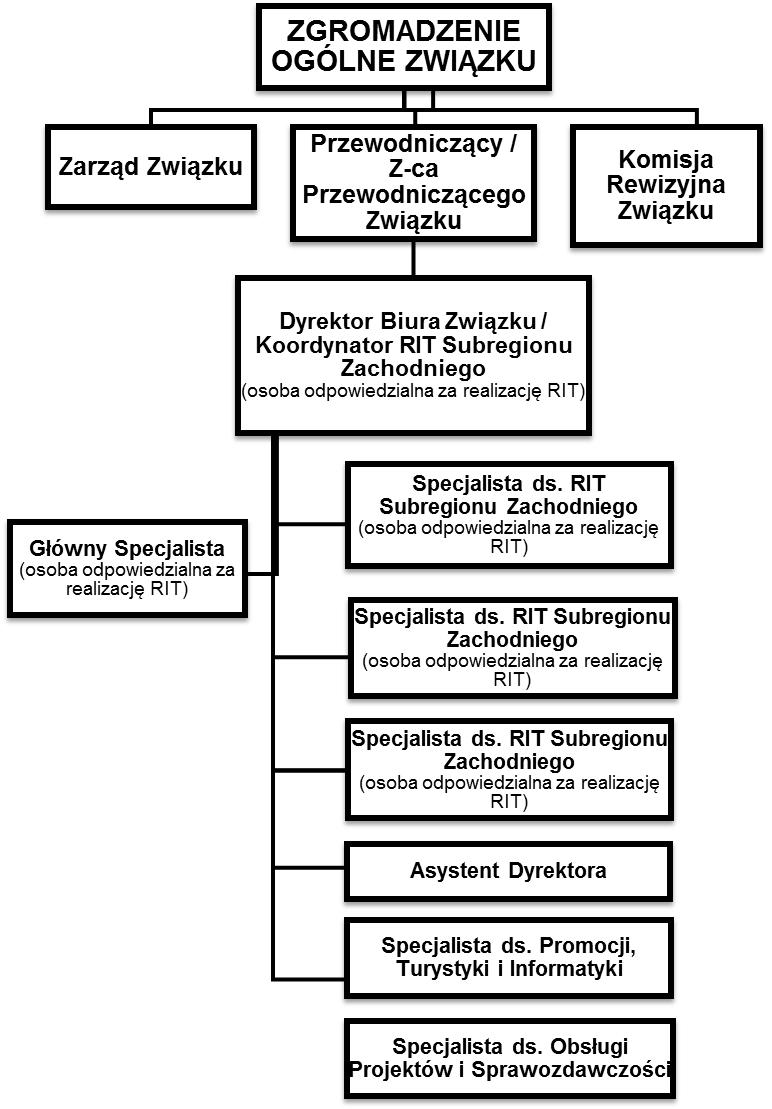 ZGROMADZENIE
OGÓLNE ZWIĄZKU
Zarząd Związku
Przewodniczący /
Z-ca
Przewodniczącego
Związku
Komisja
Rewizyjna
Związku
Dyrektor Biura Związku /
Koordynator RIT Subregionu
Zachodniego
(osoba odpowiedzialna za realizację RIT)
Specjalista ds. RIT
Subregionu Zachodniego
(osoba odpowiedzialna za realizację
RIT)
Główny Specjalista
(osoba odpowiedzialna za
realizację RIT)
Specjalista ds. RIT Subregionu
Zachodniego
(osoba odpowiedzialna za realizację
RIT)
Specjalista ds. RIT Subregionu
Zachodniego
(osoba odpowiedzialna za realizację
RIT)
Asystent Dyrektora
Specjalista ds. Promocji,
Turystyki i Informatyki
Specjalista ds. Obsługi
Projektów i Sprawozdawczości